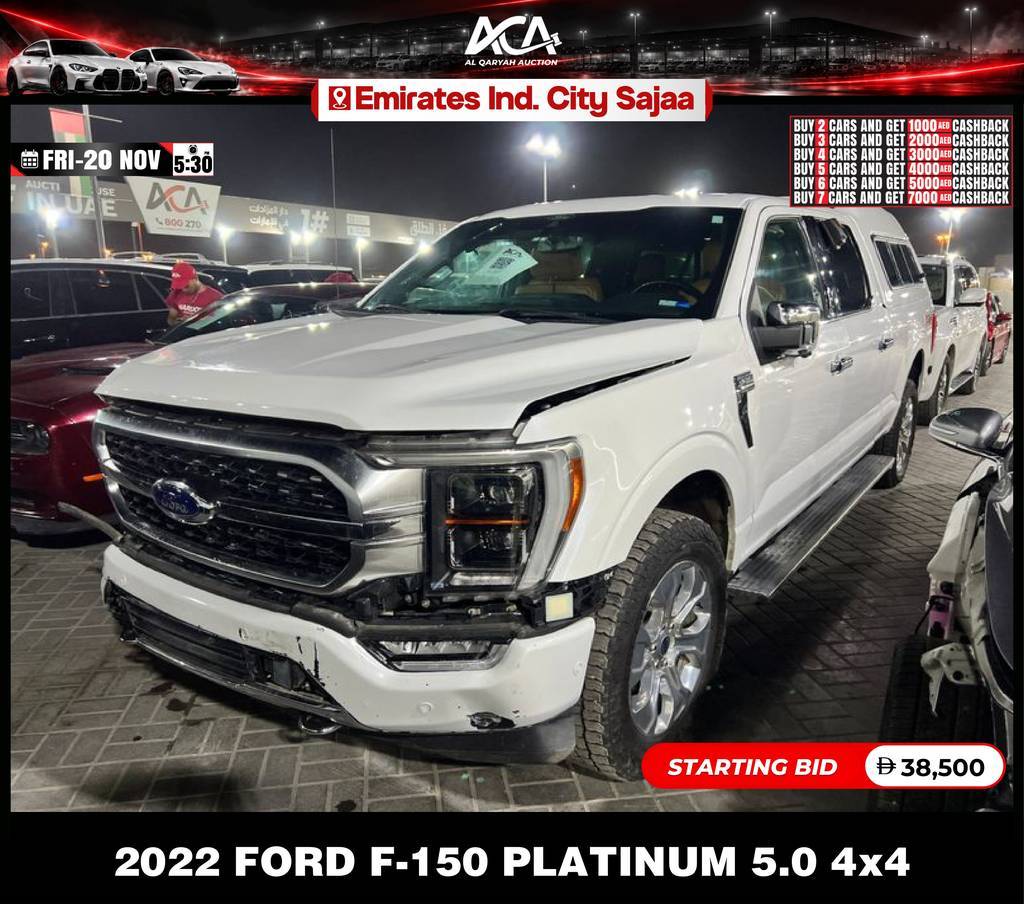 ACA
AL QARYAH AUCTION
Emirates Ind. City Sajaa
FRI-20 NOV
5:30
BUY 2 CARS AND GET 1000 AED CASHBACK
BUY 3 CARS AND GET 2000 AED CASHBACK
BUY 4 CARS AND GET 3000 AED CASHBACK
BUY 5 CARS AND GET 4000 AED CASHBACK
BUY 6 CARS AND GET 5000 AED CASHBACK
BUY 7 CARS AND GET 7000 AED CASHBACK
IN UAE
ACA
800 270
#1
دار المزادات
STARTING BID
38,500
2022 FORD F-150 PLATINUM 5.0 4x4